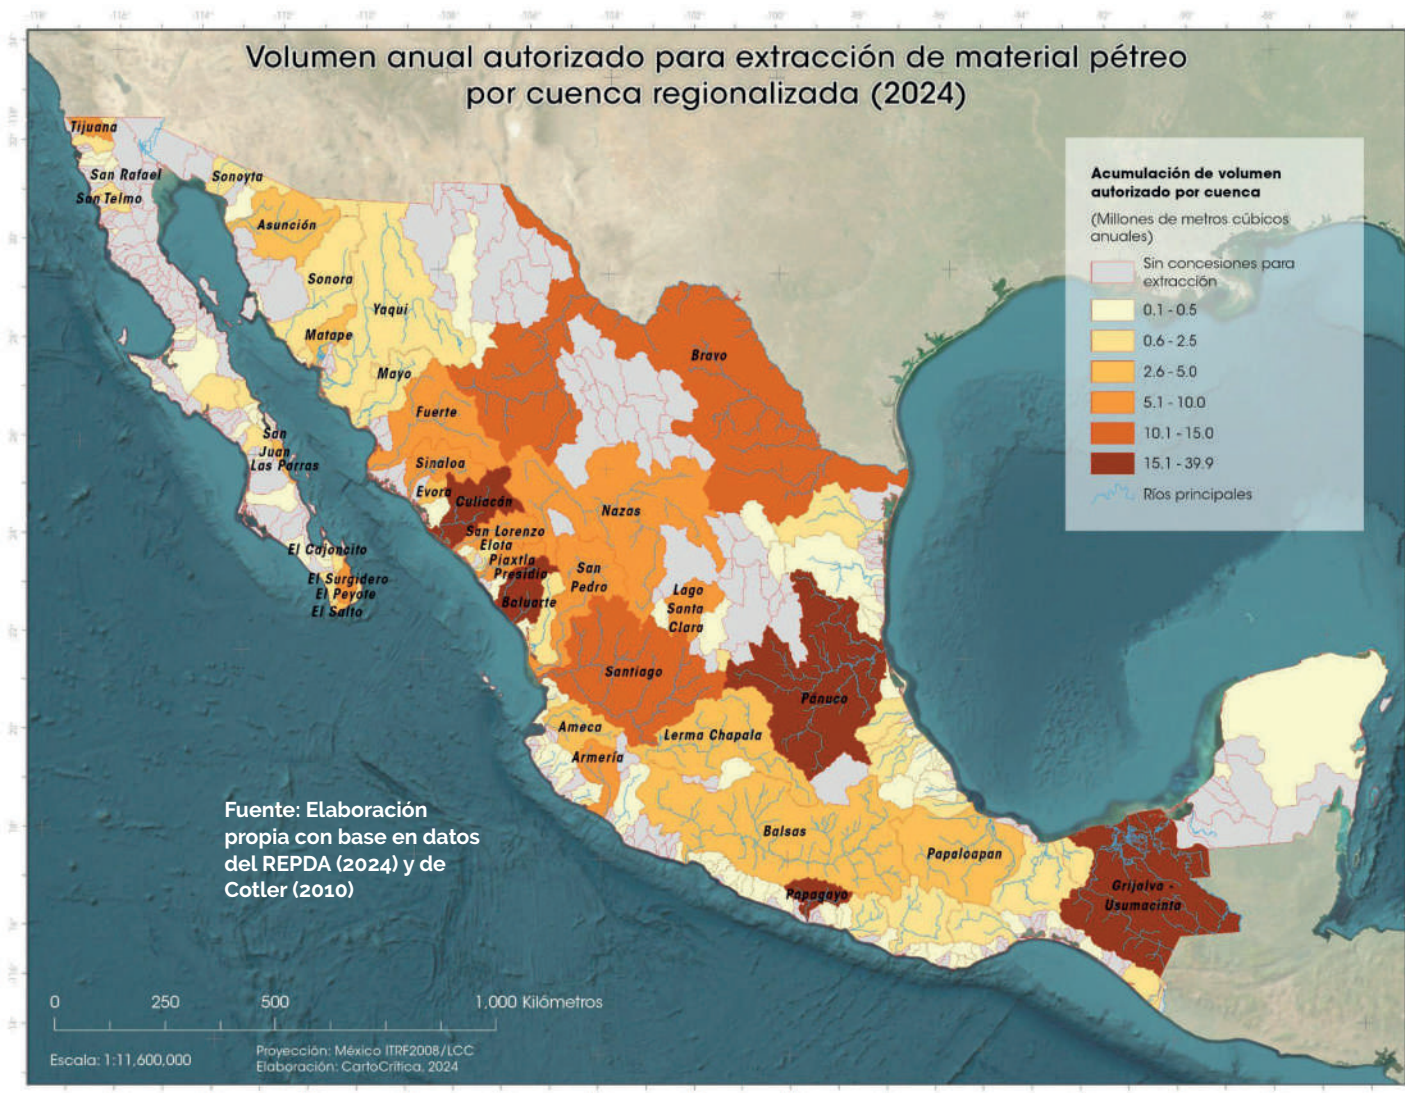 Volumen anual autorizado para extracción de material pétreo
por cuenca regionalizada (2024)
Acumulación de volumen
autorizado por cuenca
(Millones de metros cúbicos
anuales)
Sin concesiones para
extracción
0.1 - 0.5
0.6 - 2.5
2.6 - 5.0
5.1 - 10.0
10.1 - 15.0
15.1 - 39.9
Ríos principales
Tijuana
San Rafael
San Telmo
Sonoyta
Asunción
Sonora
Yaqui
Matape
Mayo
Bravo
Fuerte
San
Juan
Las Parras
Sinaloa
Evora
Culiacán
Nazas
San Lorenzo
Elota
Piaxtla
Presidio
Baluarte
San
Pedro
Lago
Santa
Clara
El Cajoncito
El Surgidero
El Peyote
El Salto
Santiago
Pánuco
Ameca
Lerma Chapala
Armería
Balsas
Papaloapan
Papagayo
Grijalva -
Usumacinta
Fuente: Elaboración
propia con base en datos
del REPDA (2024) y de
Cotler (2010)
0 250 500 1,000 Kilómetros
Escala: 1:11,600,000
Proyección: México ITRF2008/LCC
Elaboración: CartoCrítica, 2024